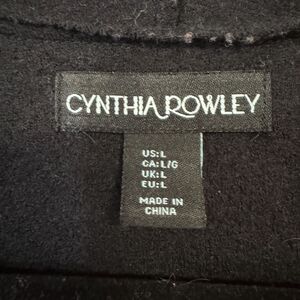 CYNTHIA ROWLEY
US:L
CA:L/G
UK:L
EU:L
MADE IN
CHINA